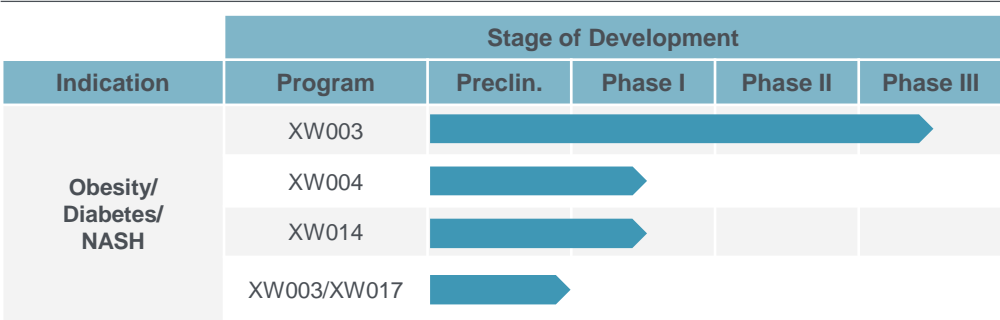 Stage of Development
Indication Program Preclin. Phase I Phase II Phase III
XW003
Obesity/
Diabetes/
NASH
XW004
XW014
XW003/XW017